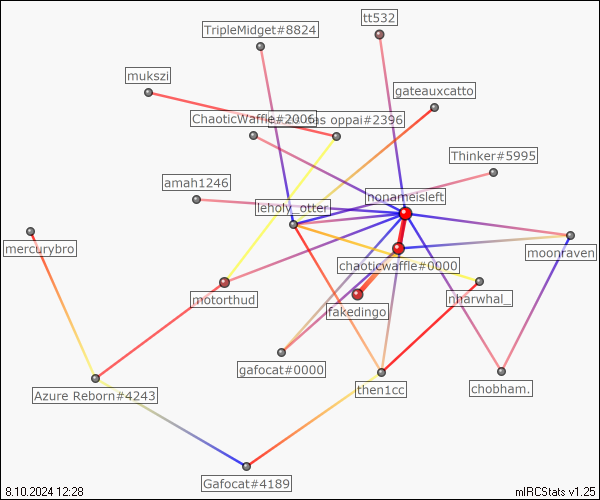 tt532
TripleMidget#8824
mukszi
gateauxcatto
ChaoticWaffle#2006
des oppai#2396
Thinker#5995
amah1246
nonameisleft
leholy_otter
mercurybro
moonraven
chaoticwaffle#0000
motorthud
nharwhal_
fakedingo
gafocat#0000
then1cc
chobham.
Azure Reborn#4243
Gafocat#4189
8.10.2024 12:28
mIRCStats v1.25